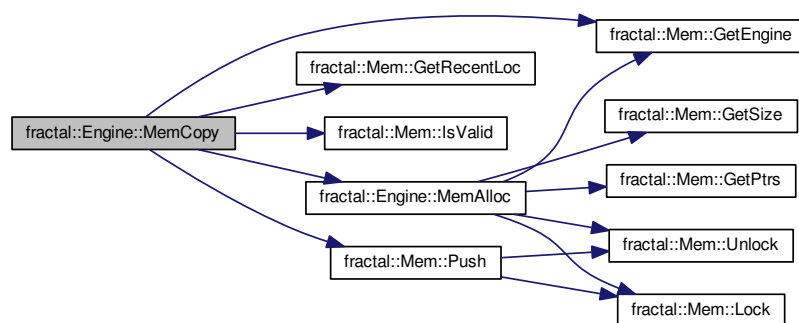 fractal::Engine::MemCopy
fractal::Mem::GetEngine
fractal::Mem::GetRecentLoc
fractal::Mem::IsValid
fractal::Engine::MemAlloc
fractal::Mem::Push
fractal::Mem::GetSize
fractal::Mem::GetPtrs
fractal::Mem::Unlock
fractal::Mem::Lock